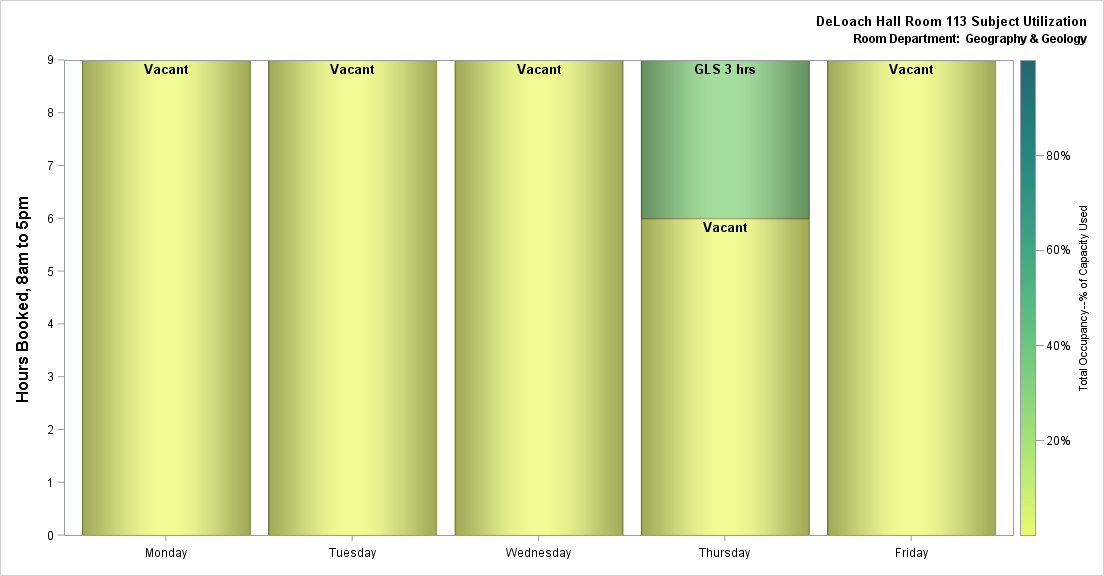 DeLoach Hall Room 113 Subject Utilization
Room Department: Geography & Geology
Hours Booked, 8am to 5pm
9
8
7
6
5
4
3
2
1
0
Vacant
Vacant
Vacant
GLS 3 hrs
Vacant
Vacant
Monday
Tuesday
Wednesday
Thursday
Friday
80%
60%
40%
20%
Total Occupancy--% of Capacity Used